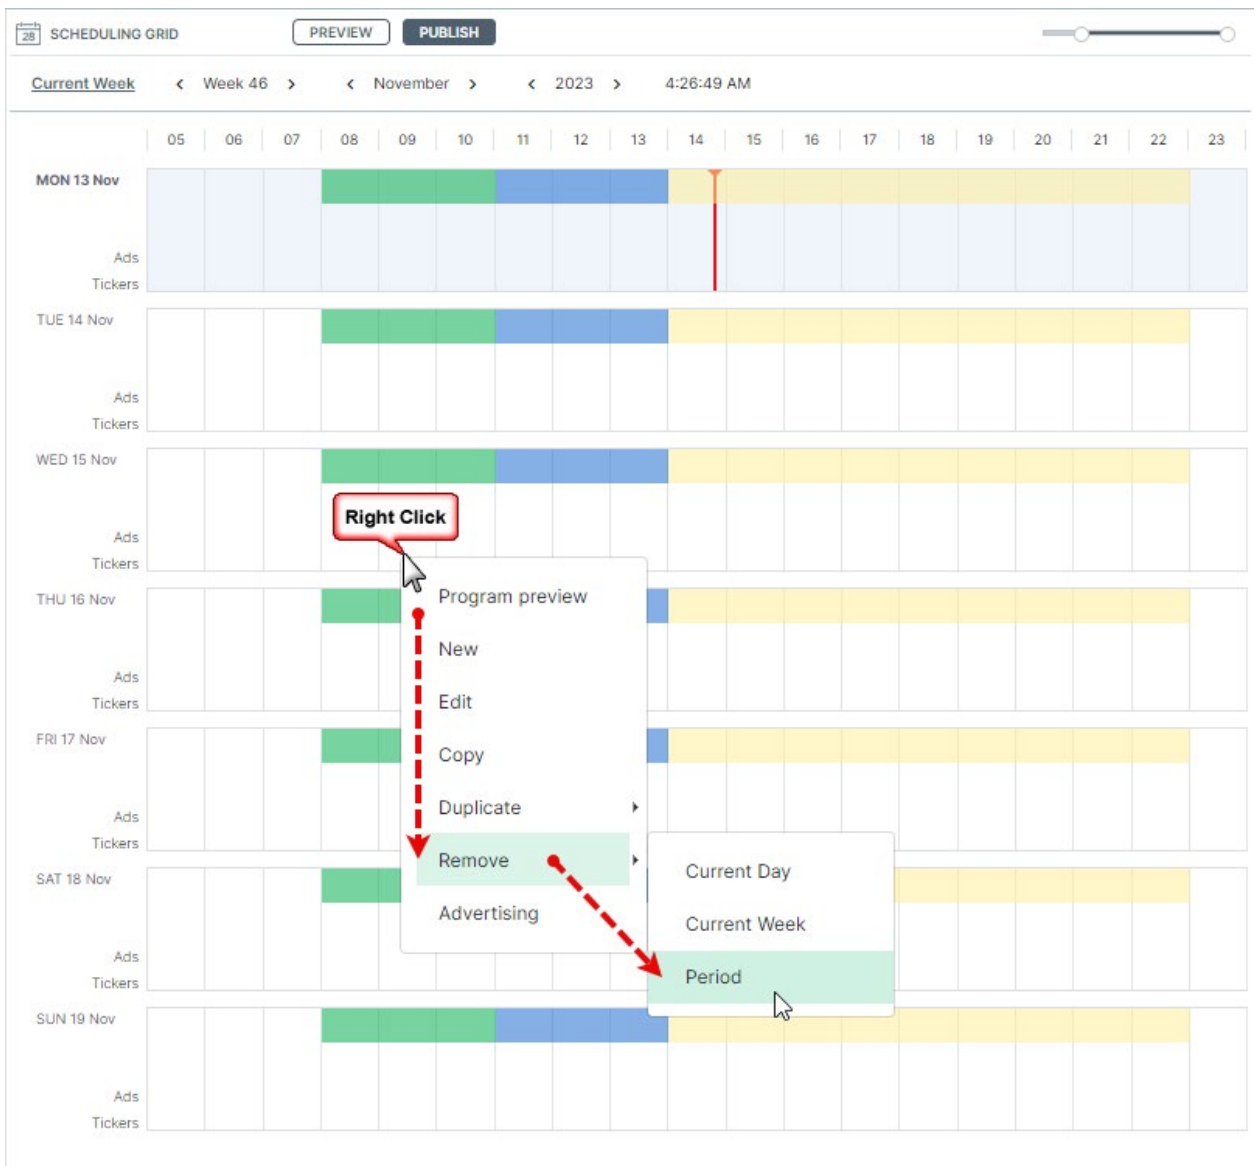 28 SCHEDULING GRID PREVIEW PUBLISH
Current Week < Week 46 > < November > < 2023 > 4:26:49 AM
05 06 07 08 09 10 11 12 13 14 15 16 17 18 19 20 21 22 23
MON 13 Nov
Ads
Tickers
TUE 14 Nov
Ads
Tickers
WED 15 Nov
Right Click
Ads
Tickers
Program preview
THU 16 Nov
New
Ads
Tickers
Edit
FRI 17 Nov
Copy
Duplicate
Ads
Tickers
Remove
Current Day
SAT 18 Nov
Advertising
Current Week
Ads
Period
Tickers
SUN 19 Nov
Ads
Tickers